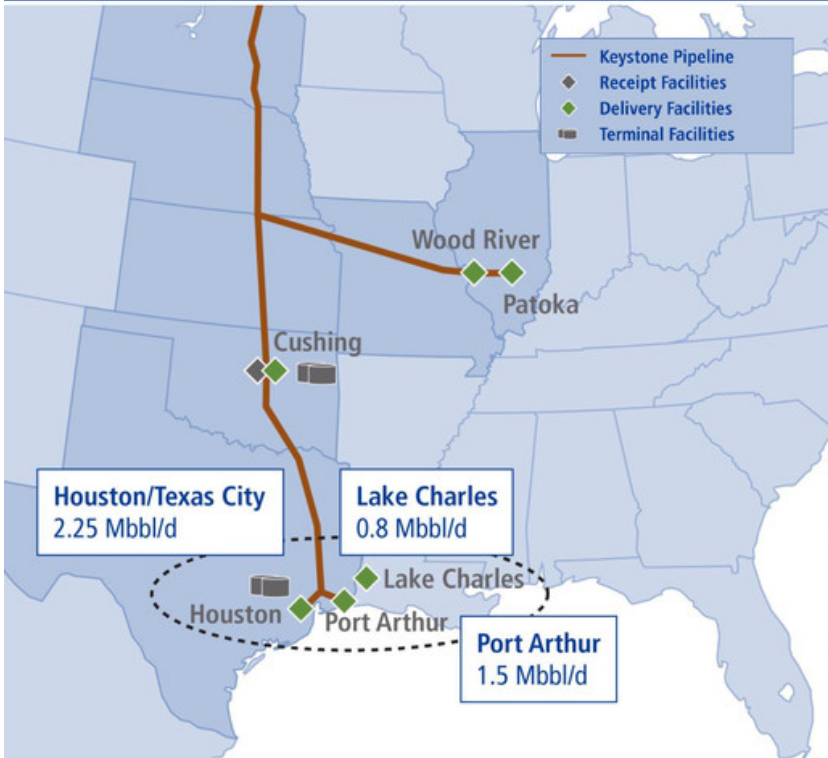 Keystone Pipeline
Receipt Facilities
Delivery Facilities
Terminal Facilities
Wood River
Patoka
Cushing
Houston/Texas City
2.25 Mbbl/d
Lake Charles
0.8 Mbbl/d
Lake Charles
Houston
Port Arthur
Port Arthur
1.5 Mbbl/d